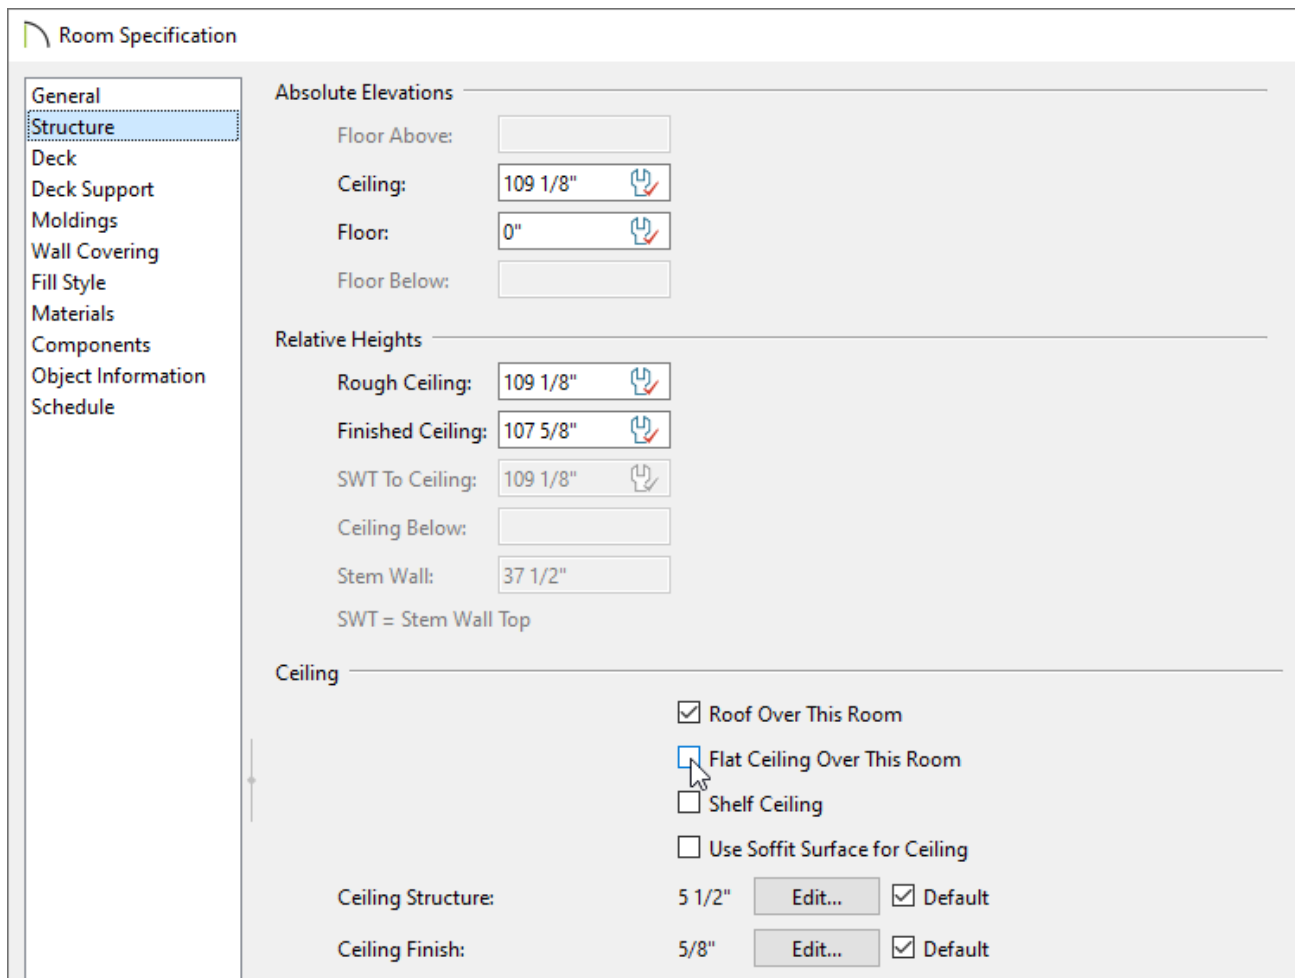 Room Specification
General
Structure
Deck
Deck Support
Moldings
Wall Covering
Fill Style
Materials
Components
Object Information
Schedule
Absolute Elevations
Floor Above:
Ceiling: 109 1/8"
Floor: 0"
Floor Below:
Relative Heights
Rough Ceiling: 109 1/8"
Finished Ceiling: 107 5/8"
SWT To Ceiling: 109 1/8"
Ceiling Below:
Stem Wall: 37 1/2"
SWT = Stem Wall Top
Ceiling
Roof Over This Room
Flat Ceiling Over This Room
Shelf Ceiling
Use Soffit Surface for Ceiling
Ceiling Structure: 5 1/2" Edit... Default
Ceiling Finish: 5/8" Edit... Default